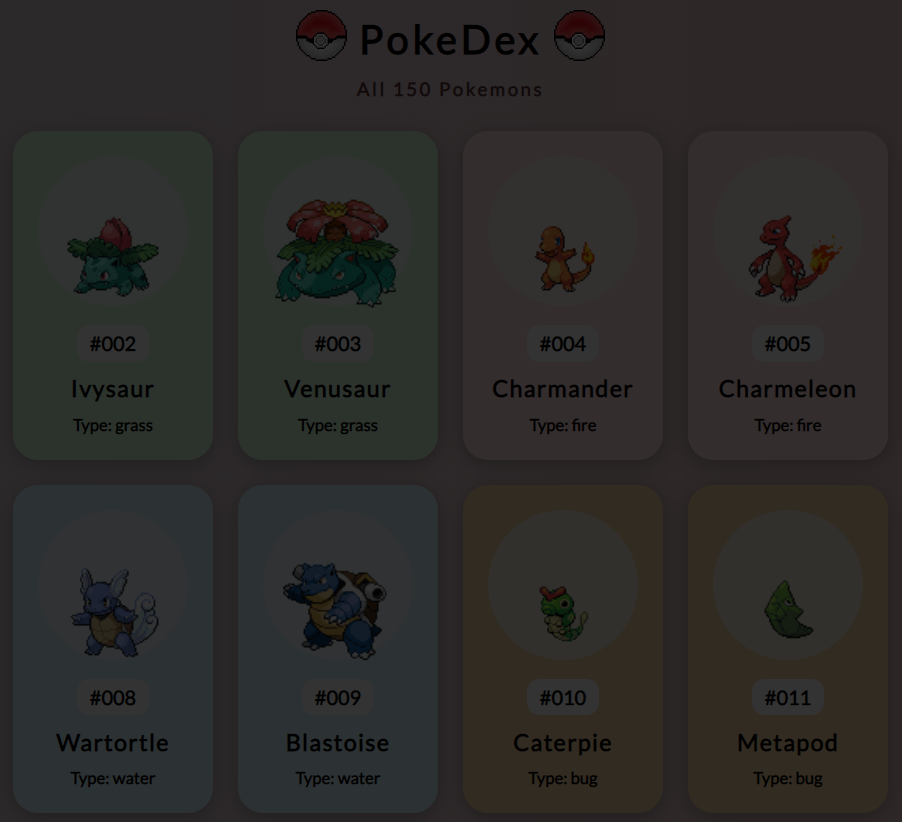 PokeDex
All 150 Pokemons
#002
Ivysaur
Type: grass
#003
Venusaur
Type: grass
#004
Charmander
Type: fire
#005
Charmeleon
Type: fire
#008
Wartortle
Type: water
#009
Blastoise
Type: water
#010
Caterpie
Type: bug
#011
Metapod
Type: bug